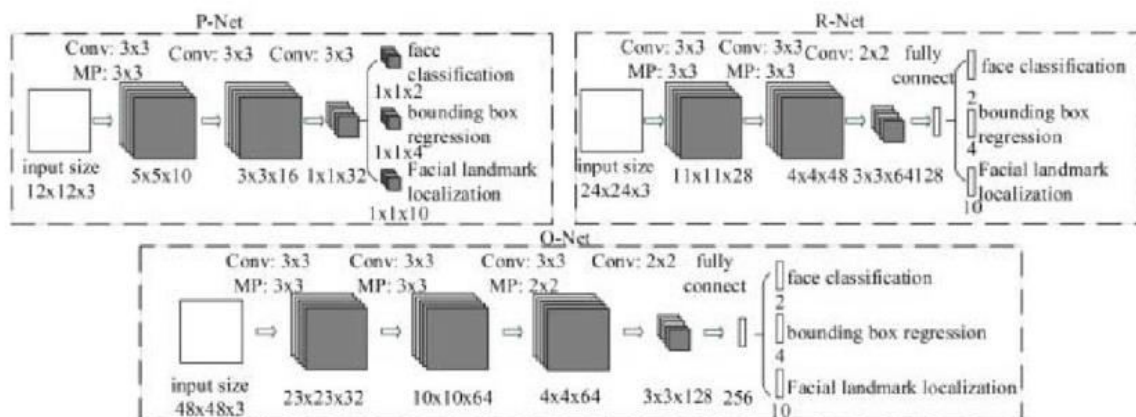 P-Net
Conv: 3x3 Conv: 3x3 Conv: 3x3
MP: 3x3
face
classification
1x1x2
bounding box
regression
1x1x4
Facial landmark
localization
1x1x10
input size
12x12x3
5x5x10
3x3x16
1x1x32
R-Net
Conv: 3x3 Conv: 3x3 Conv: 2x2 fully
MP: 3x3 MP: 3x3 connect
face classification
2
bounding box
regression
4
Facial landmark
localization
10
input size
24x24x3
11x11x28
4x4x48
3x3x64
128
O-Net
Conv: 3x3 Conv: 3x3 Conv: 3x3 Conv: 2x2 fully
MP: 3x3 MP: 3x3 MP: 2x2 connect
face classification
2
bounding box regression
4
Facial landmark localization
10
input size
48x48x3
23x23x32
10x10x64
4x4x64
3x3x128
256